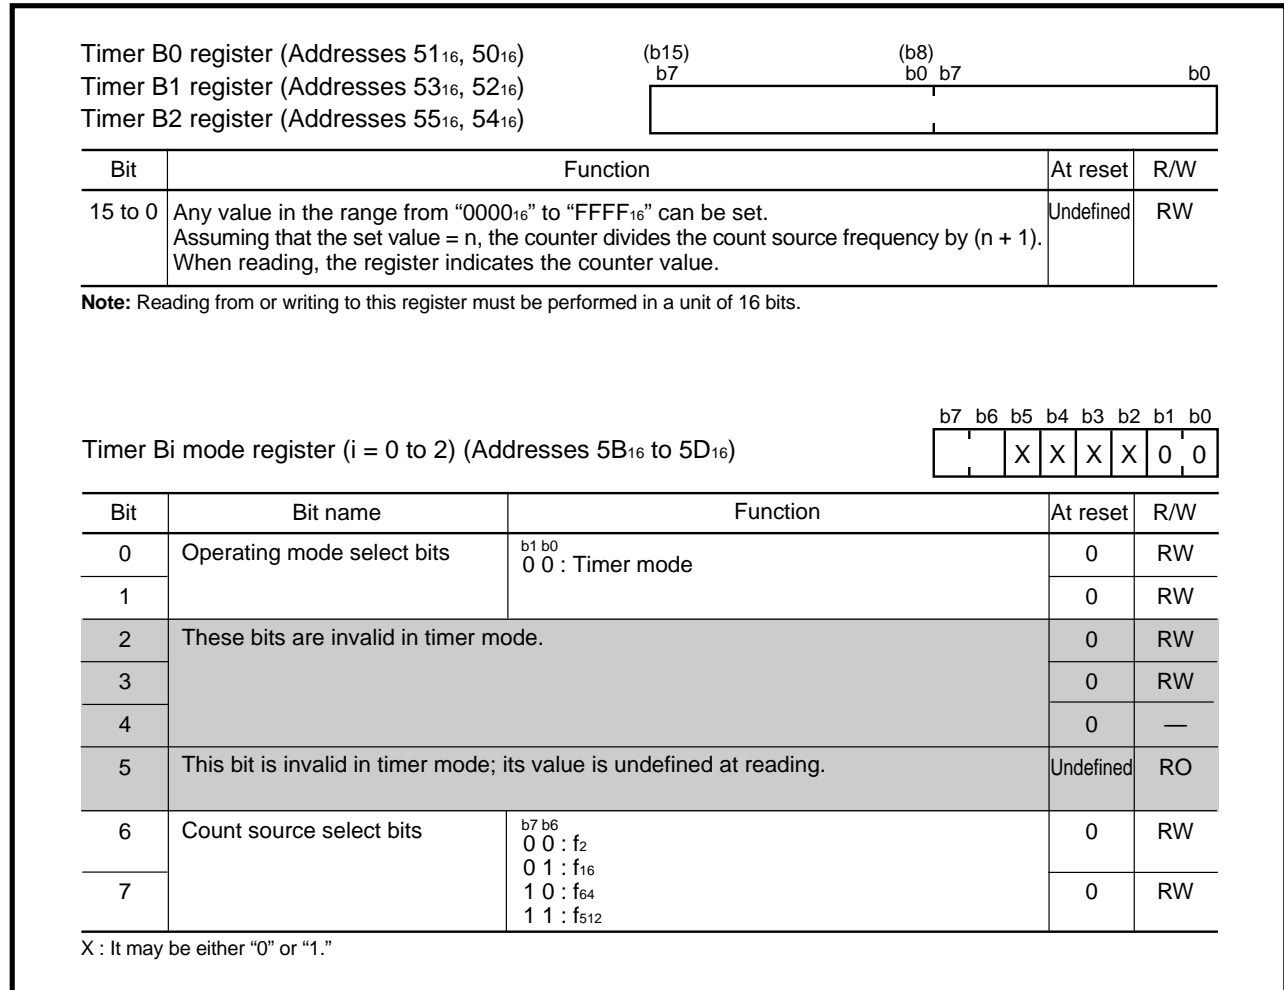 Timer B0 register (Addresses 5116, 5016)
Timer B1 register (Addresses 5316, 5216)
Timer B2 register (Addresses 5516, 5416)
(b15) (b8)
b7 b0 b7 b0
Bit Function At reset R/W
15 to 0 Any value in the range from “000016” to “FFFF16” can be set. Undefined RW
Assuming that the set value = n, the counter divides the count source frequency by (n + 1).
When reading, the register indicates the counter value.
Note: Reading from or writing to this register must be performed in a unit of 16 bits.
b7 b6 b5 b4 b3 b2 b1 b0
Timer Bi mode register (i = 0 to 2) (Addresses 5B16 to 5D16) X X X X 0 0
Bit Bit name Function At reset R/W
0 Operating mode select bits b1 b0 0 RW
0 0 : Timer mode
1 0 RW
2 These bits are invalid in timer mode. 0 RW
3 0 RW
4 0 —
5 This bit is invalid in timer mode; its value is undefined at reading. Undefined RO
6 Count source select bits b7 b6 0 RW
0 0 : f2
0 1 : f16
7 1 0 : f64 0 RW
1 1 : f512
X : It may be either “0” or “1.”